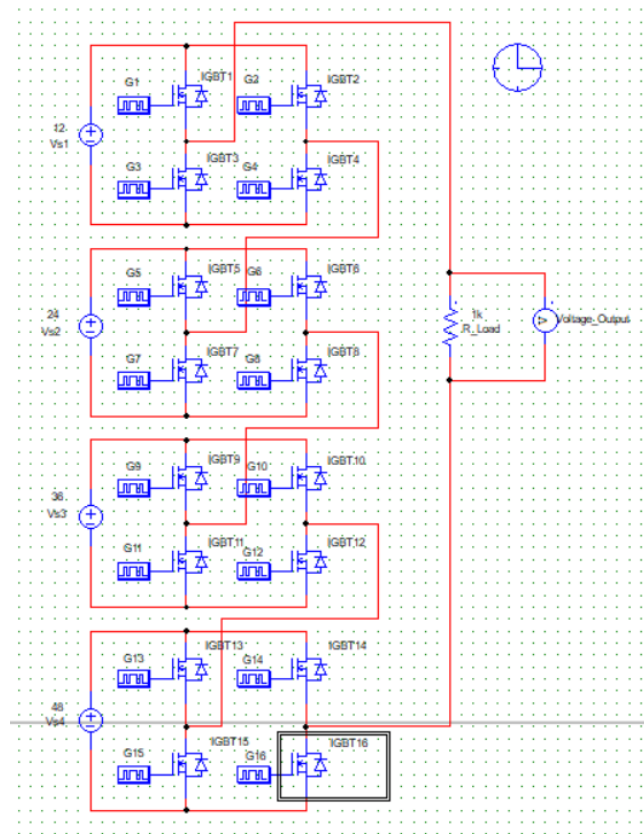 G1
IGBT1
G2
IGBT2
12
Vs1
G3
IGBT3
G4
IGBT4
G5
IGBT5
G6
IGBT6
24
Vs2
G7
IGBT7
G8
IGBT8
1k
R_Load
Voltage_Output
G9
IGBT9
G10
IGBT10
36
Vs3
G11
IGBT11
G12
IGBT12
G13
IGBT13
G14
IGBT14
48
Vs4
G15
IGBT15
G16
IGBT16